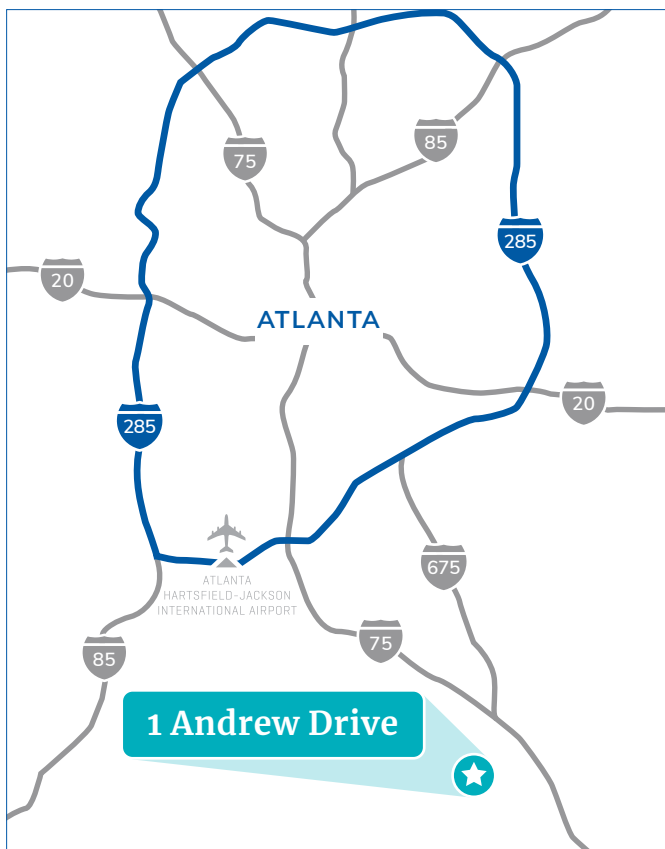 75
85
285
20
ATLANTA
20
285
ATLANTA
HARTSFIELD-JACKSON
INTERNATIONAL AIRPORT
675
75
85
1 Andrew Drive